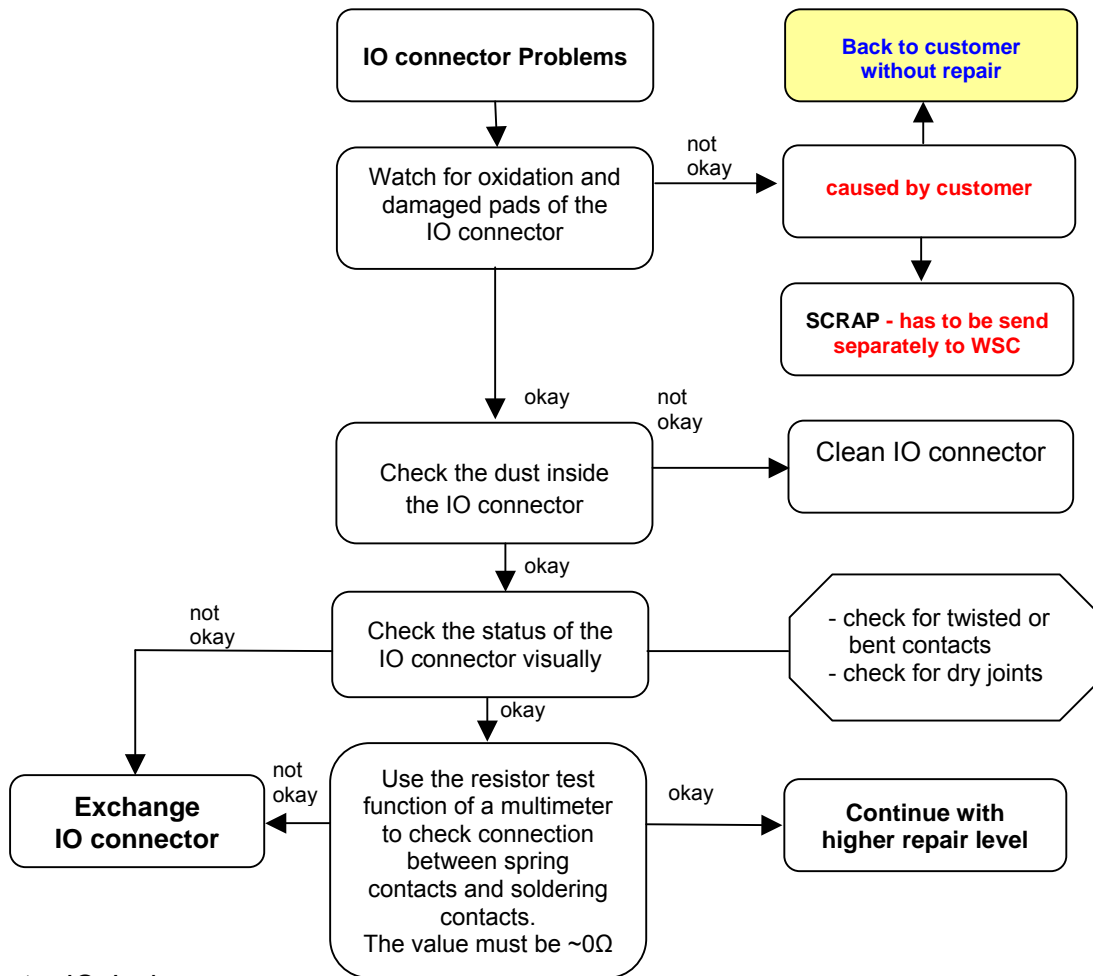 IO connector Problems
Back to customer
without repair
not
okay
Watch for oxidation and
damaged pads of the
IO connector
caused by customer
SCRAP - has to be send
separately to WSC
okay
not
okay
Check the dust inside
the IO connector
Clean IO connector
okay
not
okay
Check the status of the
IO connector visually
- check for twisted or
bent contacts
- check for dry joints
okay
Exchange
IO connector
not
okay
Use the resistor test
function of a multimeter
to check connection
between spring
contacts and soldering
contacts.
The value must be ~0Ω
okay
Continue with
higher repair level